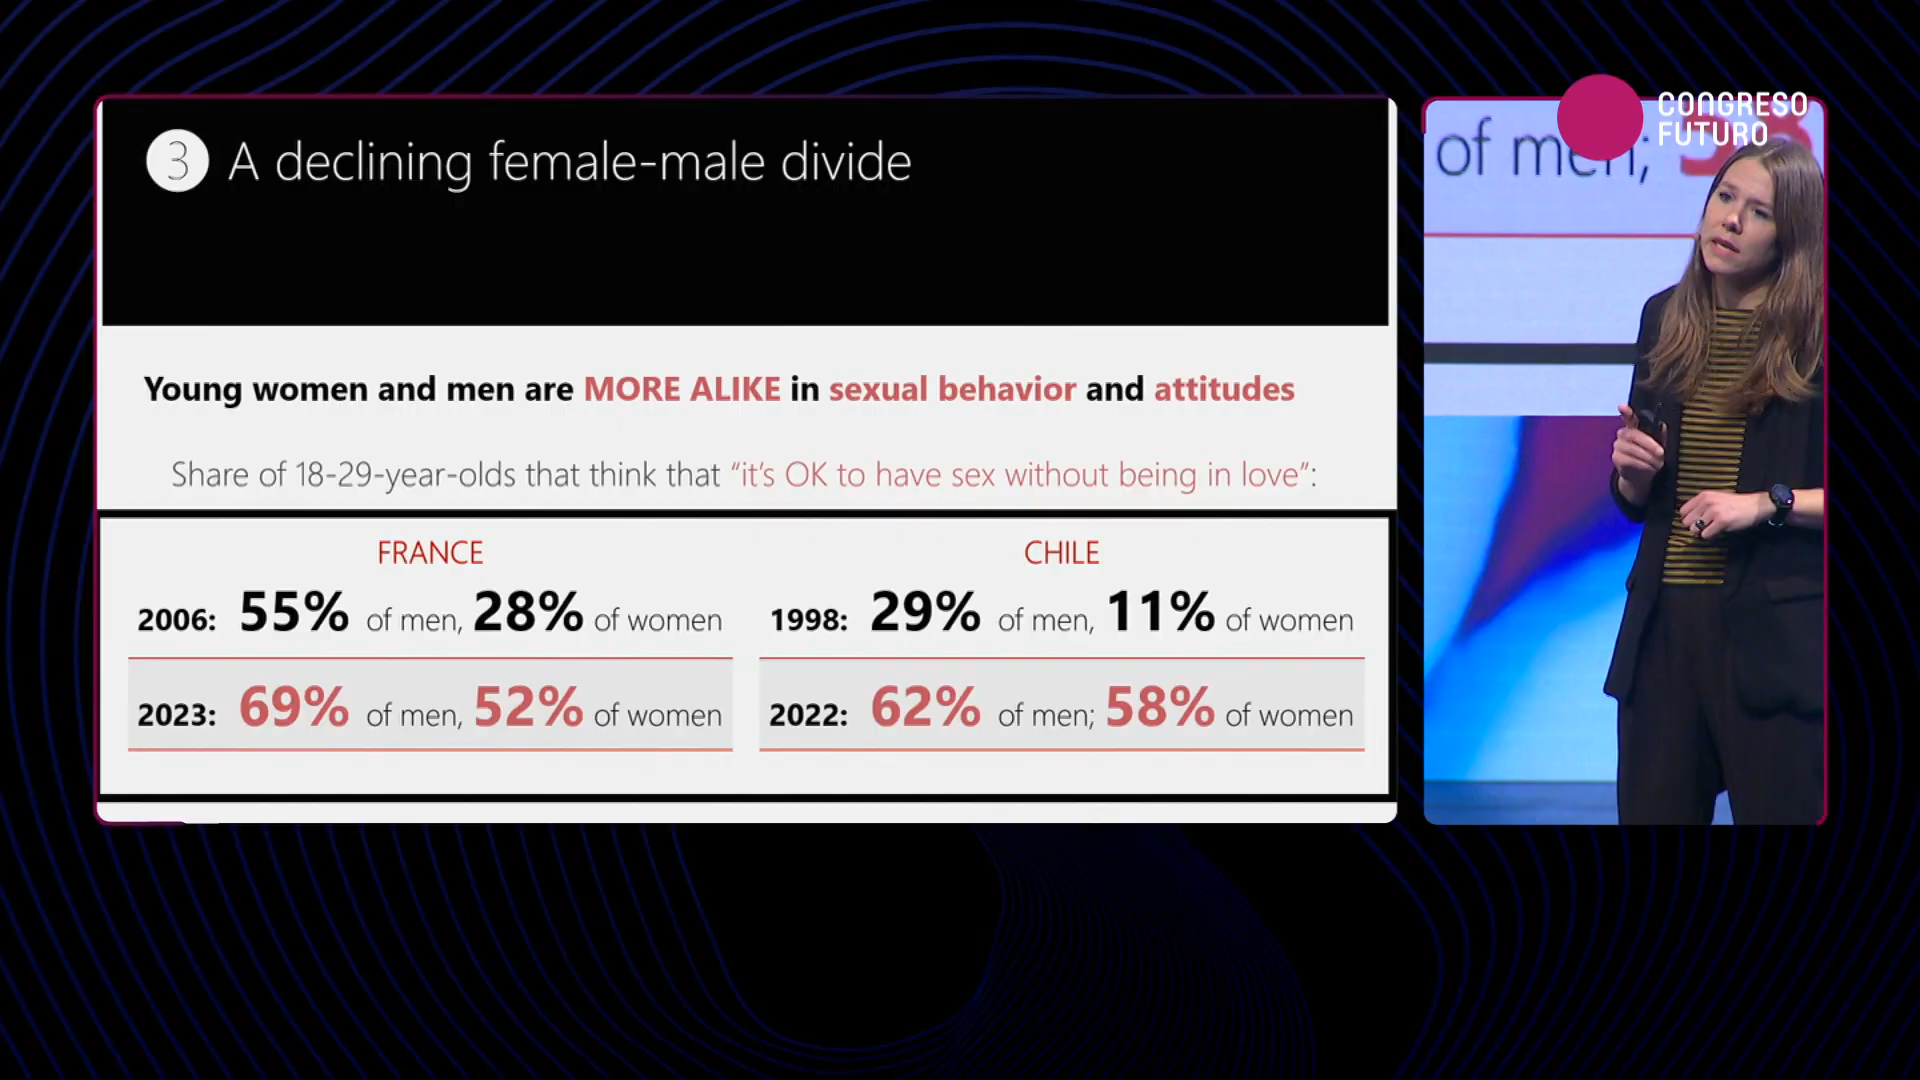 3 A declining female-male divide
Young women and men are MORE ALIKE in sexual behavior and attitudes
Share of 18-29-year-olds that think that “it’s OK to have sex without being in love”:
FRANCE
2006: 55% of men, 28% of women
2023: 69% of men, 52% of women
CHILE
1998: 29% of men, 11% of women
2022: 62% of men; 58% of women
CONGRESO
FUTURO
of men;